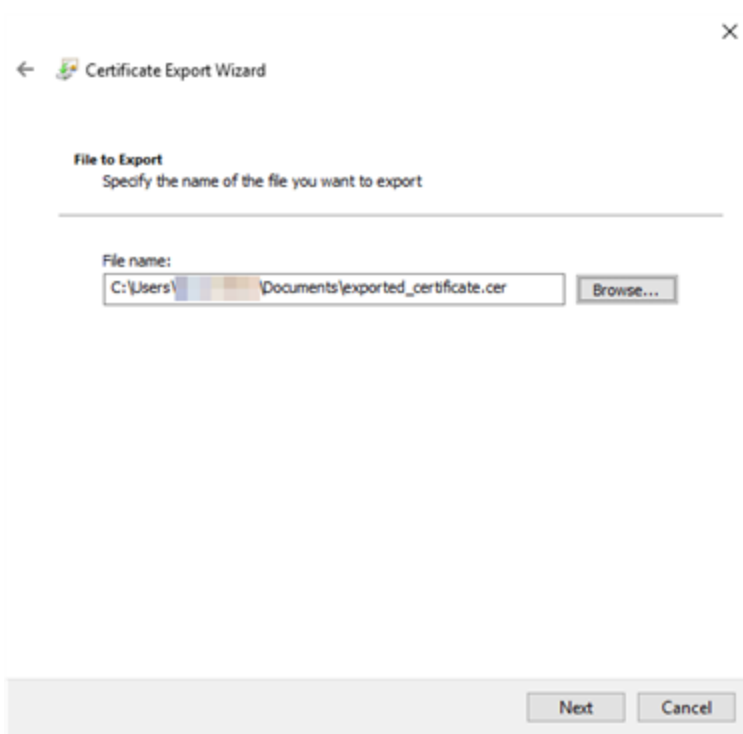 Certificate Export Wizard
File to Export
Specify the name of the file you want to export
File name:
C:\Users\ \Documents\exported_certificate.cer
Browse...
Next
Cancel